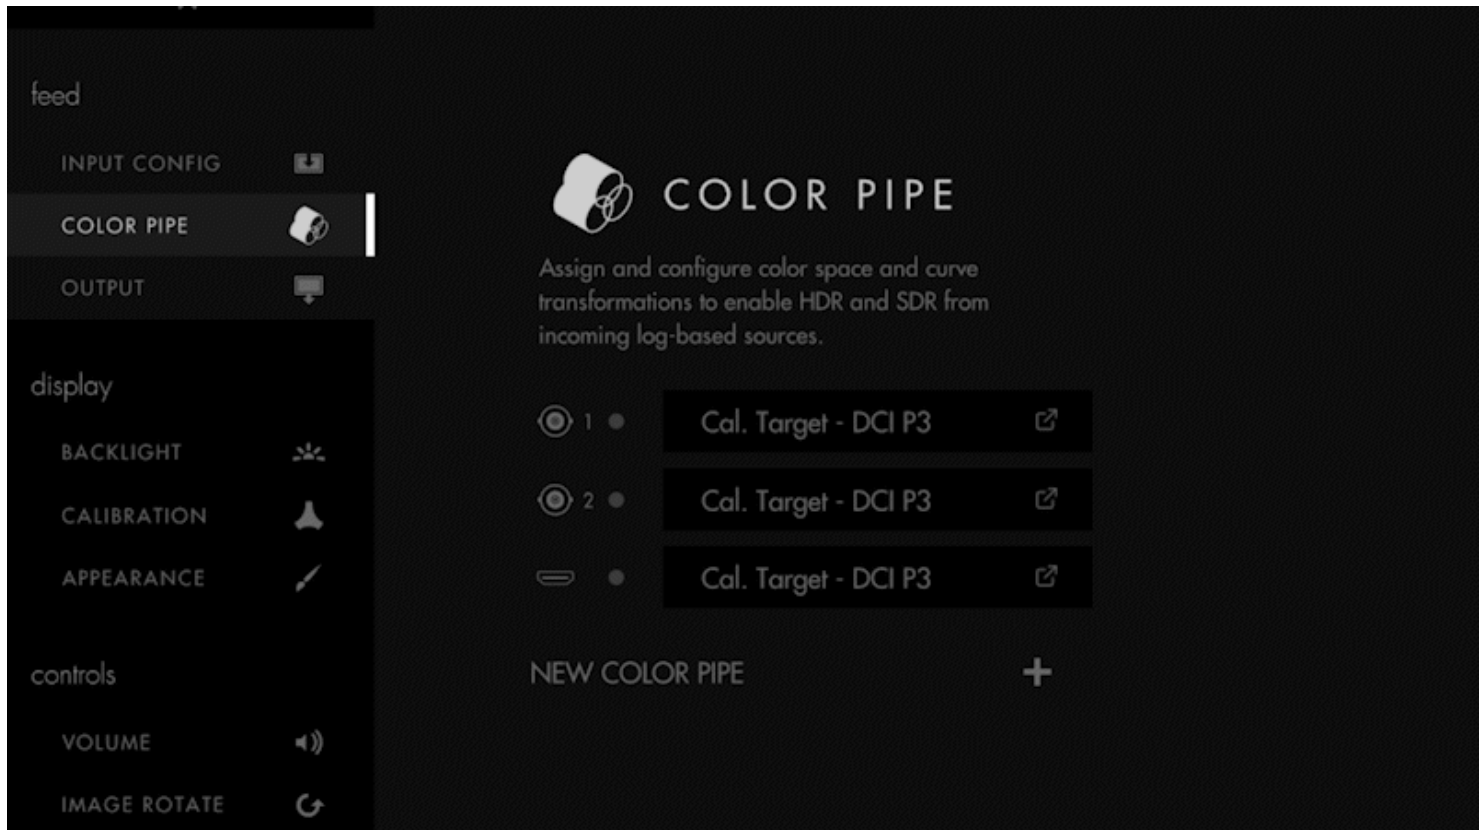 feed
INPUT CONFIG
COLOR PIPE
OUTPUT
display
BACKLIGHT
CALIBRATION
APPEARANCE
controls
VOLUME
IMAGE ROTATE
COLOR PIPE
Assign and configure color space and curve
transformations to enable HDR and SDR from
incoming log-based sources.
1 Cal. Target - DCI P3
2 Cal. Target - DCI P3
Cal. Target - DCI P3
NEW COLOR PIPE +